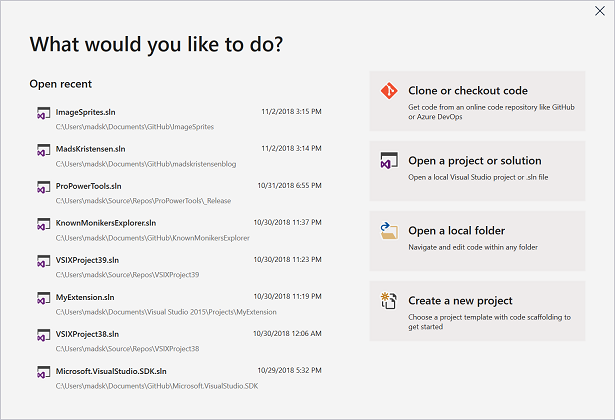 What would you like to do?
Open recent
ImageSprites.sln 11/2/2018 3:15 PM
C:\Users\madsk\Documents\GitHub\ImageSprites
MadsKristensen.sln 11/2/2018 3:14 PM
C:\Users\madsk\Documents\GitHub\madskristensenblog
ProPowerTools.sln 10/31/2018 6:55 PM
C:\Users\madsk\Source\Repos\ProPowerTools\_Release
KnownMonikersExplorer.sln 10/30/2018 11:37 PM
C:\Users\madsk\Documents\GitHub\KnownMonikersExplorer
VSIXProject39.sln 10/30/2018 11:23 PM
C:\Users\madsk\Source\Repos\VSIXProject39
MyExtension.sln 10/30/2018 11:19 PM
C:\Users\madsk\Documents\Visual Studio 2015\Projects\MyExtension
VSIXProject38.sln 10/30/2018 12:06 AM
C:\Users\madsk\Source\Repos\VSIXProject38
Microsoft.VisualStudio.SDK.sln 10/29/2018 5:32 PM
C:\Users\madsk\Documents\GitHub\Microsoft.VisualStudio.SDK
Clone or checkout code
Get code from an online code repository like GitHub
or Azure DevOps
Open a project or solution
Open a local Visual Studio project or .sln file
Open a local folder
Navigate and edit code within any folder
Create a new project
Choose a project template with code scaffolding to
get started